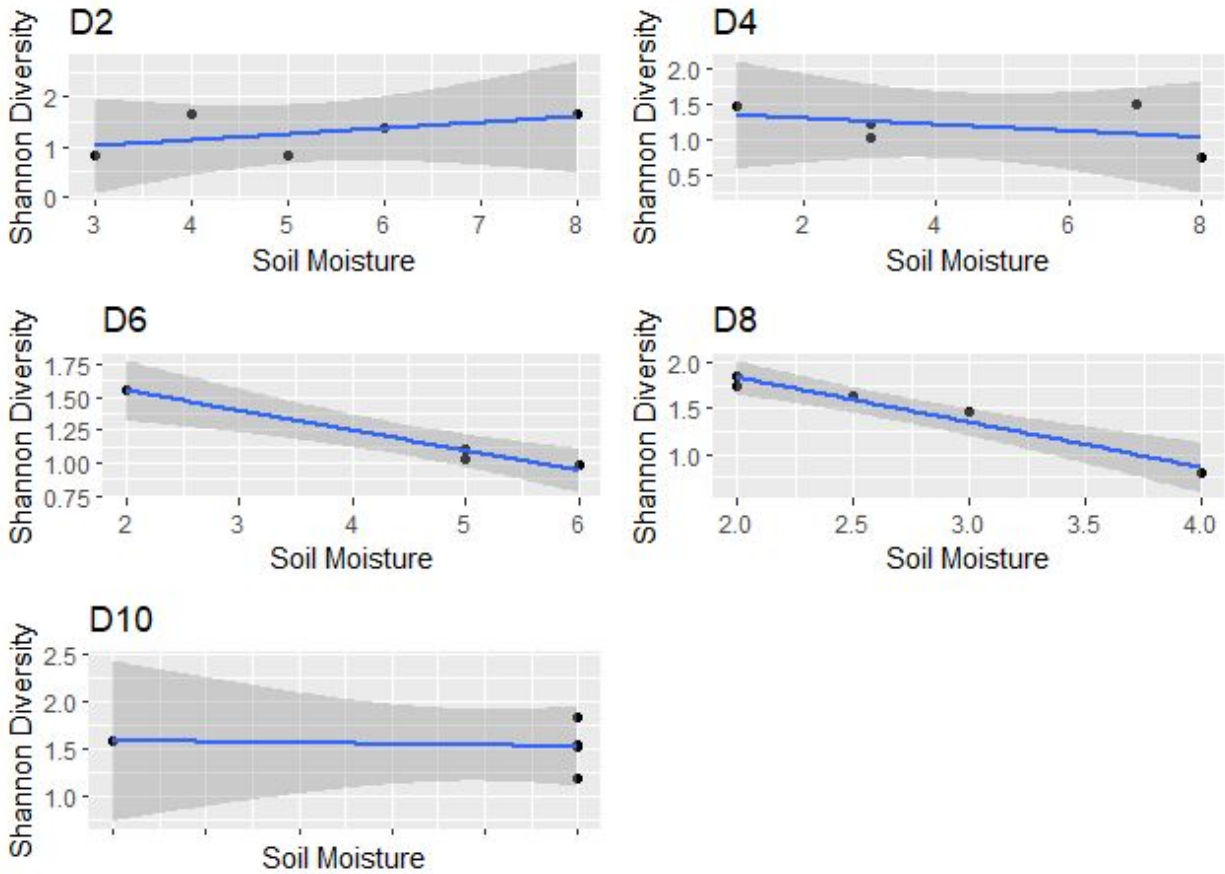 D2
Shannon Diversity
2
1
0
3 4 5 6 7 8
Soil Moisture
D4
Shannon Diversity
2.0
1.5
1.0
0.5
2 4 6 8
Soil Moisture
D6
Shannon Diversity
1.75
1.50
1.25
1.00
0.75
2 3 4 5 6
Soil Moisture
D8
Shannon Diversity
2.0
1.5
1.0
2.0 2.5 3.0 3.5 4.0
Soil Moisture
D10
Shannon Diversity
2.5
2.0
1.5
1.0
Soil Moisture